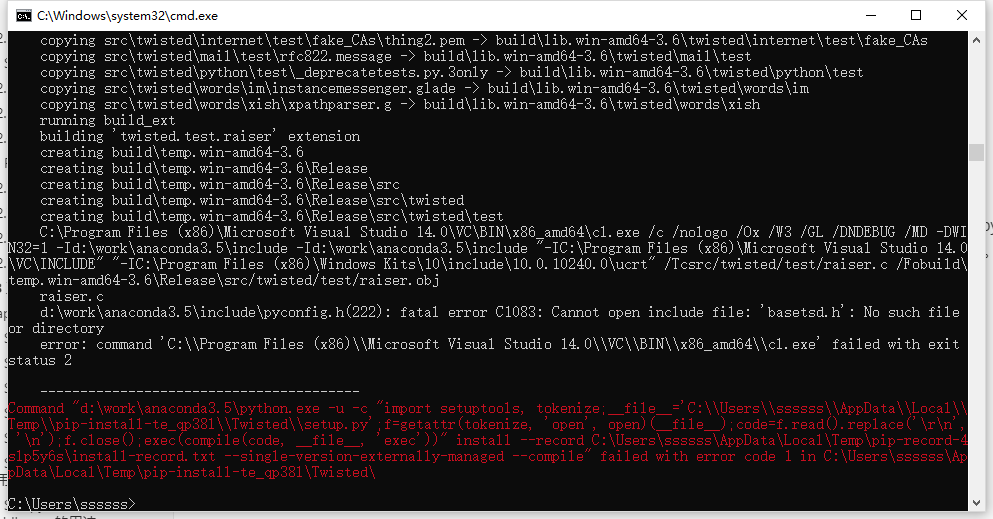 C:\Windows\system32\cmd.exe
copying src\twisted\internet\test\fake_CAs\thing2.pem -> build\lib.win-amd64-3.6\twisted\internet\test\fake_CAs
copying src\twisted\mail\test\rfc822.message -> build\lib.win-amd64-3.6\twisted\mail\test
copying src\twisted\python\test\_deprecatetests.py.3only -> build\lib.win-amd64-3.6\twisted\python\test
copying src\twisted\words\im\instancemessenger.glade -> build\lib.win-amd64-3.6\twisted\words\im
copying src\twisted\words\xish\xpathparser.g -> build\lib.win-amd64-3.6\twisted\words\xish
running build_ext
building 'twisted.test.raiser' extension
creating build\temp.win-amd64-3.6
creating build\temp.win-amd64-3.6\Release
creating build\temp.win-amd64-3.6\Release\src
creating build\temp.win-amd64-3.6\Release\src\twisted
creating build\temp.win-amd64-3.6\Release\src\twisted\test
C:\Program Files (x86)\Microsoft Visual Studio 14.0\VC\BIN\x86_amd64\cl.exe /c /nologo /Ox /W3 /GL /DNDEBUG /MD -DWI
N32=1 -Id:\work\anaconda3.5\include -Id:\work\anaconda3.5\include "-IC:\Program Files (x86)\Microsoft Visual Studio 14.0
\VC\INCLUDE" "-IC:\Program Files (x86)\Windows Kits\10\include\10.0.10240.0\ucrt" /Tcsrc/twisted/test/raiser.c /Fobuild\
temp.win-amd64-3.6\Release\src/twisted/test/raiser.obj
raiser.c
d:\work\anaconda3.5\include\pyconfig.h(222): fatal error C1083: Cannot open include file: 'basetsd.h': No such file
or directory
error: command 'C:\\Program Files (x86)\\Microsoft Visual Studio 14.0\\VC\\BIN\\x86_amd64\\cl.exe' failed with exit
status 2
----------------------------------------
Command "d:\work\anaconda3.5\python.exe -u -c "import setuptools, tokenize;__file__='C:\\Users\\ssssss\\AppData\\Local\\
Temp\\pip-install-te_qp381\\Twisted\\setup.py';f=getattr(tokenize, 'open', open)(__file__);code=f.read().replace('\r\n',
'\n');f.close();exec(compile(code, __file__, 'exec'))" install --record C:\Users\ssssss\AppData\Local\Temp\pip-record-4
slp5y6s\install-record.txt --single-version-externally-managed --compile" failed with error code 1 in C:\Users\ssssss\Ap
pData\Local\Temp\pip-install-te_qp381\Twisted\
C:\Users\ssssss>